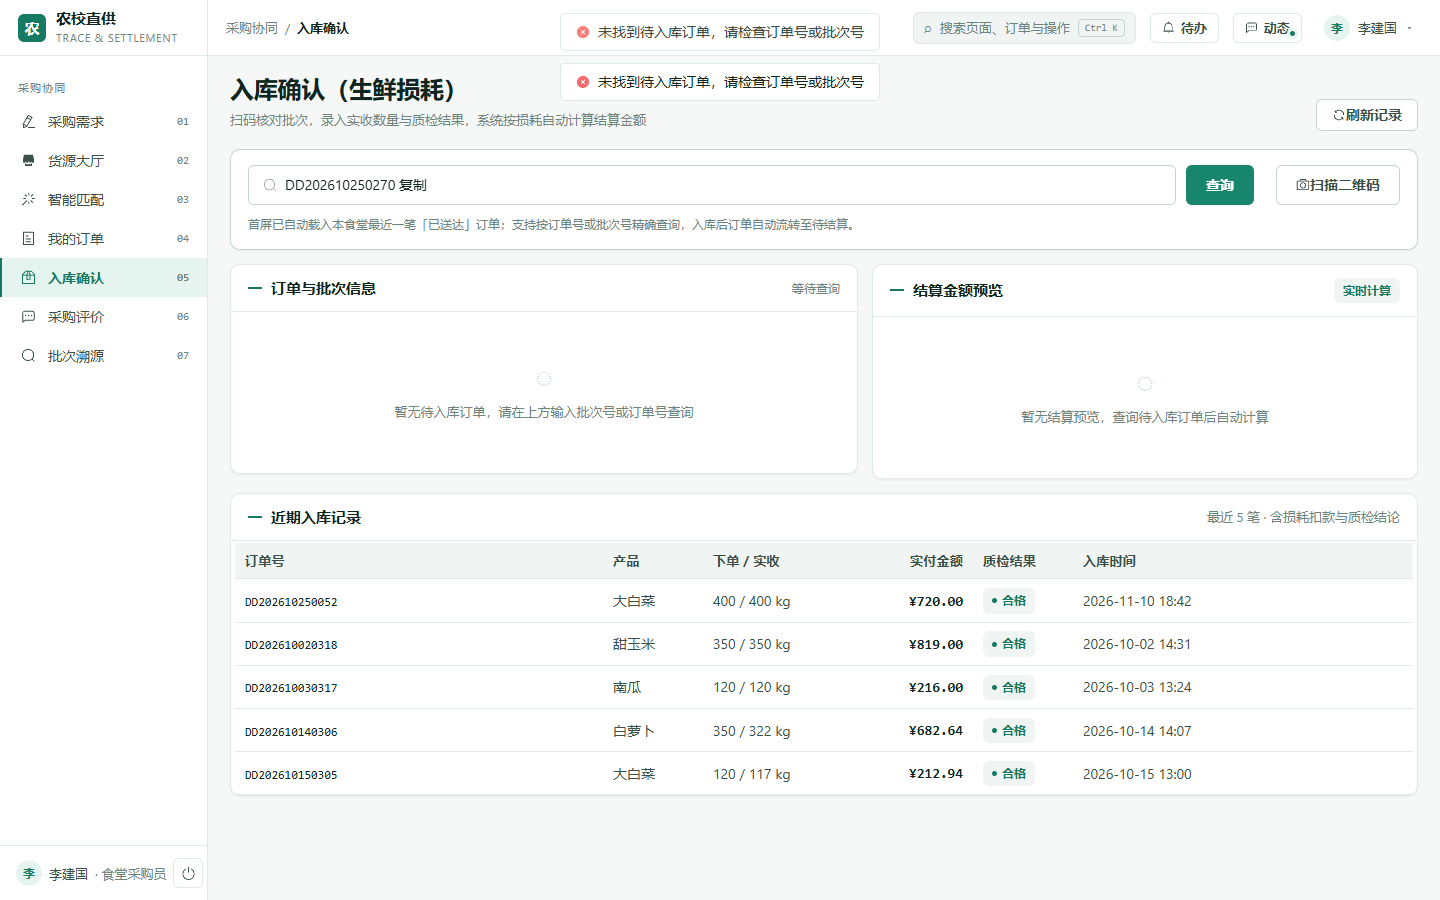 农
农校直供
TRACE & SETTLEMENT
采购协同 / 入库确认
未找到待入库订单，请检查订单号或批次号
搜索页面、订单与操作 Ctrl K
待办
动态
李 李建国
未找到待入库订单，请检查订单号或批次号
采购协同
采购需求 01
货源大厅 02
智能匹配 03
我的订单 04
入库确认 05
采购评价 06
批次溯源 07
入库确认（生鲜损耗）
扫码核对批次，录入实收数量与质检结果，系统按损耗自动计算结算金额
刷新记录
DD202610250270 复制
查询
扫描二维码
首屏已自动载入本食堂最近一笔「已送达」订单；支持按订单号或批次号精确查询，入库后订单自动流转至待结算。
订单与批次信息 等待查询
暂无待入库订单，请在上方输入批次号或订单号查询
结算金额预览 实时计算
暂无结算预览，查询待入库订单后自动计算
近期入库记录 最近 5 笔 · 含损耗扣款与质检结论
订单号 产品 下单 / 实收 实付金额 质检结果 入库时间
DD202610250052 大白菜 400 / 400 kg ¥720.00 合格 2026-11-10 18:42
DD202610020318 甜玉米 350 / 350 kg ¥819.00 合格 2026-10-02 14:31
DD202610030317 南瓜 120 / 120 kg ¥216.00 合格 2026-10-03 13:24
DD202610140306 白萝卜 350 / 322 kg ¥682.64 合格 2026-10-14 14:07
DD202610150305 大白菜 120 / 117 kg ¥212.94 合格 2026-10-15 13:00
李 李建国 · 食堂采购员